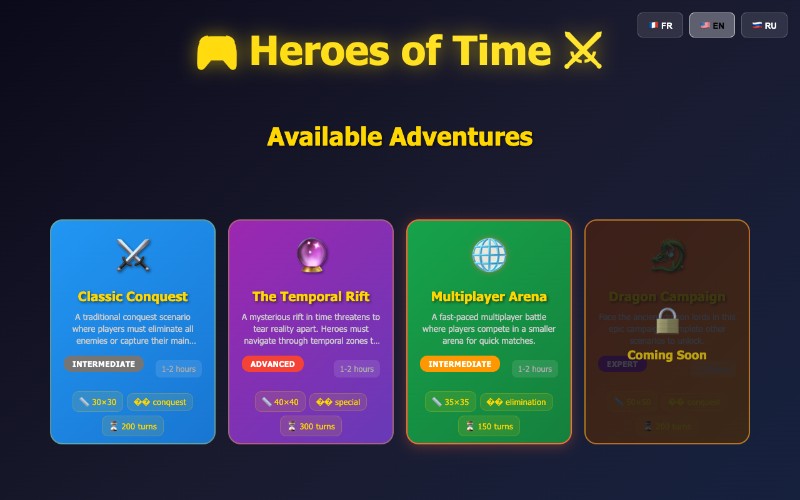 FR
EN
RU
Heroes of Time
Available Adventures
Classic Conquest
A traditional conquest scenario
where players must eliminate all
enemies or capture their main...
INTERMEDIATE
1-2 hours
30×30
�� conquest
200 turns
The Temporal Rift
A mysterious rift in time threatens to
tear reality apart. Heroes must
navigate through temporal zones t...
ADVANCED
1-2 hours
40×40
�� special
300 turns
Multiplayer Arena
A fast-paced multiplayer battle
where players compete in a smaller
arena for quick matches.
INTERMEDIATE
1-2 hours
35×35
�� elimination
150 turns
Dragon Campaign
Coming Soon
EXPERT